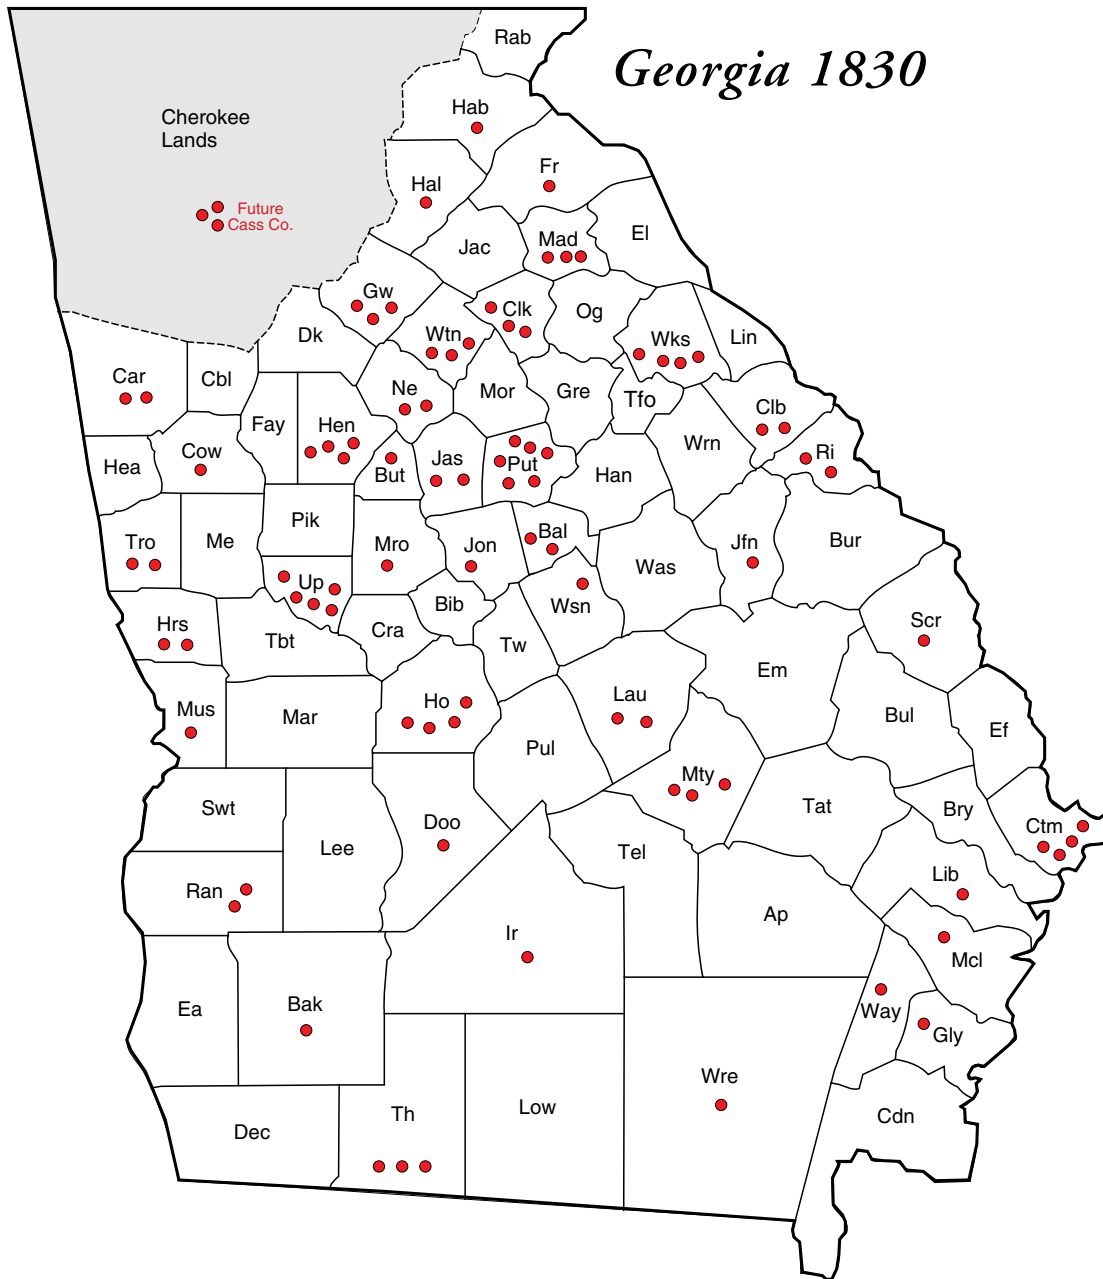 Georgia 1830
Rab
Hab
Cherokee
Lands
Fr
Hal
Future
Cass Co.
El
Mad
Jac
Gw
Clk
Og
Dk
Wtn
Wks
Lin
Car
Cbl
Ne
Mor
Gre
Tfo
Clb
Fay
Hen
Cow
Wrn
Ri
Hea
But
Jas
Put
Han
Pik
Tro
Me
Mro
Jon
Bal
Jfn
Bur
Was
Up
Bib
Wsn
Hrs
Tbt
Cra
Tw
Scr
Em
Mus
Mar
Ho
Lau
Bul
Ef
Pul
Mty
Swt
Doo
Tat
Bry
Ctm
Lee
Tel
Lib
Ran
Ap
Ir
Mcl
Ea
Bak
Way
Gly
Wre
Th
Low
Cdn
Dec